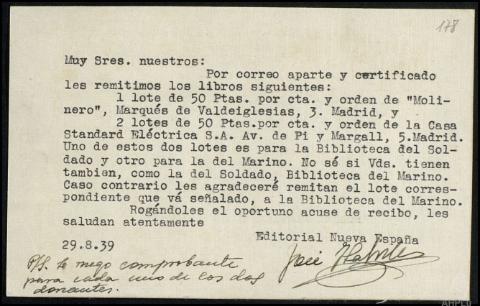 178
Muy Sres. nuestros:
Por correo aparte y certificado
les remitimos los libros siguientes:
1 lote de 50 Ptas. por cta. y orden de "Moli-
nero", Marqués de Valdeiglesias, 3. Madrid, y
2 lotes de 50 Ptas.por cta. y orden de la Casa
Standard Eléctrica S.A. Av. de Pi y Margall, 5.Madrid.
Uno de estos dos lotes es para la Biblioteca del Sol-
dado y otro para la del Marino. No sé si Vds. tienen
tambien, como la del Soldado, Biblioteca del Marino.
Caso contrario les agradeceré remitan el lote corres-
pondiente que vá señalado, a la Biblioteca del Marino.
Rogándoles el oportuno acuse de recibo, les
saludan atentamente
Editorial Nueva España
29.8.39
José
P/S. le ruego comprobante
para cada uno de los dos
donantes.
AHPLG